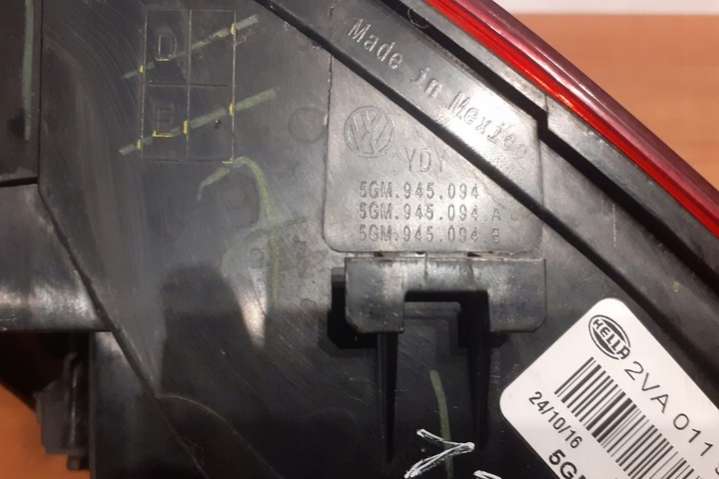 Made in Mexico
VW
YDY
5GM.945.094
5GM.945.094.A
5GM.945.094 B
HELLA
2VA 011
24/10/16